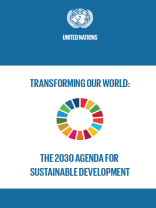 UNITED NATIONS
TRANSFORMING OUR WORLD:
THE 2030 AGENDA FOR
SUSTAINABLE DEVELOPMENT